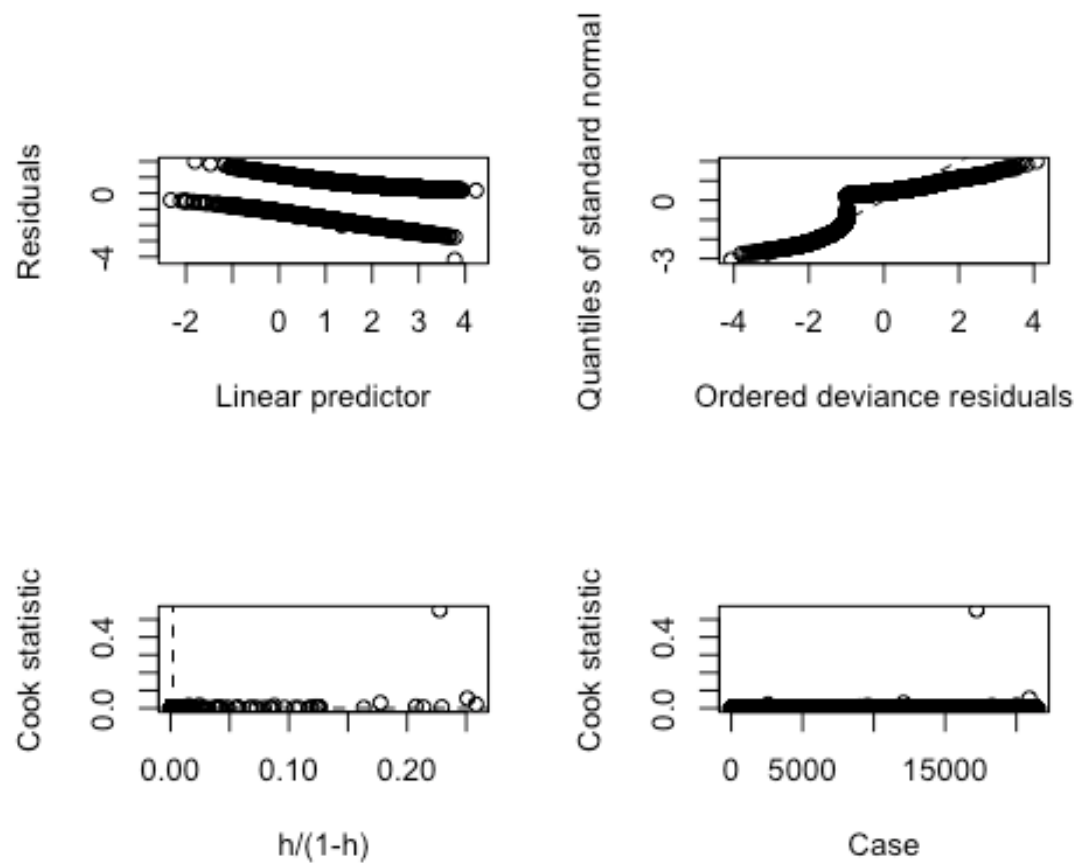 Residuals
0
-4
-2 0 1 2 3 4
Linear predictor
Quantiles of standard normal
0
-3
-4 -2 0 2 4
Ordered deviance residuals
Cook statistic
0.4
0.0
0.00 0.10 0.20
h/(1-h)
Cook statistic
0.4
0.0
0 5000 15000
Case